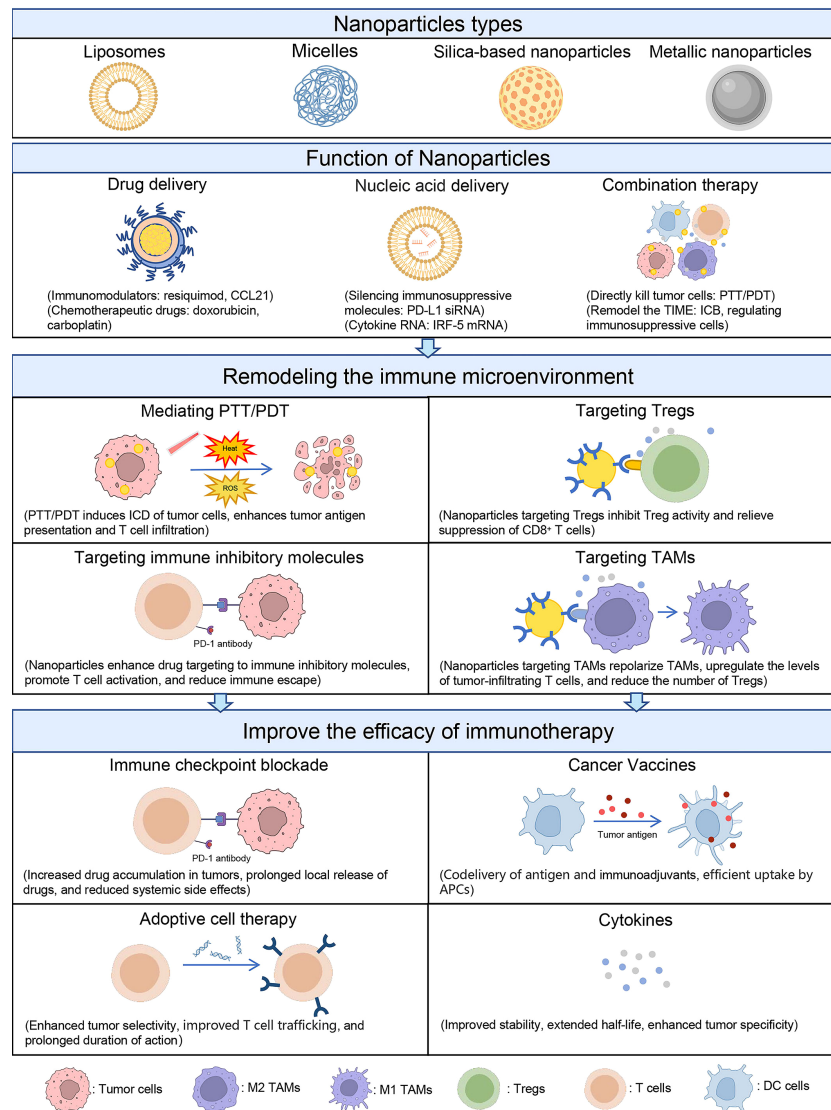 Nanoparticles types
Liposomes
Micelles
Silica-based nanoparticles
Metallic nanoparticles
Function of Nanoparticles
Drug delivery
(Immunomodulators: resiquimod, CCL21)
(Chemotherapeutic drugs: doxorubicin,
carboplatin)
Nucleic acid delivery
(Silencing immunosuppressive
molecules: PD-L1 siRNA)
(Cytokine RNA: IRF-5 mRNA)
Combination therapy
(Directly kill tumor cells: PTT/PDT)
(Remodel the TIME: ICB, regulating
immunosuppressive cells)
Remodeling the immune microenvironment
Mediating PTT/PDT
Heat
ROS
(PTT/PDT induces ICD of tumor cells, enhances tumor antigen
presentation and T cell infiltration)
Targeting Tregs
(Nanoparticles targeting Tregs inhibit Treg activity and relieve
suppression of CD8⁺ T cells)
Targeting immune inhibitory molecules
PD-1 antibody
(Nanoparticles enhance drug targeting to immune inhibitory molecules,
promote T cell activation, and reduce immune escape)
Targeting TAMs
(Nanoparticles targeting TAMs repolarize TAMs, upregulate the levels
of tumor-infiltrating T cells, and reduce the number of Tregs)
Improve the efficacy of immunotherapy
Immune checkpoint blockade
PD-1 antibody
(Increased drug accumulation in tumors, prolonged local release of
drugs, and reduced systemic side effects)
Cancer Vaccines
Tumor antigen
(Codelivery of antigen and immunoadjuvants, efficient uptake by
APCs)
Adoptive cell therapy
(Enhanced tumor selectivity, improved T cell trafficking, and
prolonged duration of action)
Cytokines
(Improved stability, extended half-life, enhanced tumor specificity)
: Tumor cells
: M2 TAMs
: M1 TAMs
: Tregs
: T cells
: DC cells